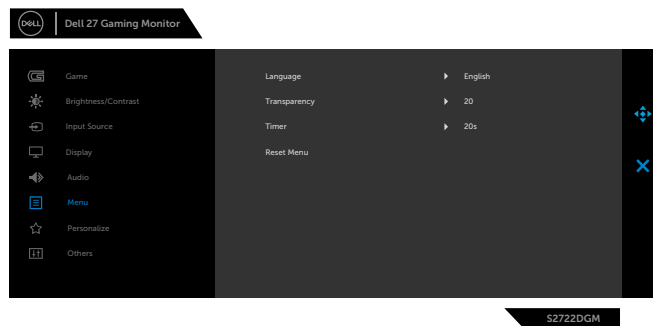 DELL
Dell 27 Gaming Monitor
Game
Brightness/Contrast
Input Source
Display
Audio
Menu
Personalize
Others
Language English
Transparency 20
Timer 20s
Reset Menu
S2722DGM